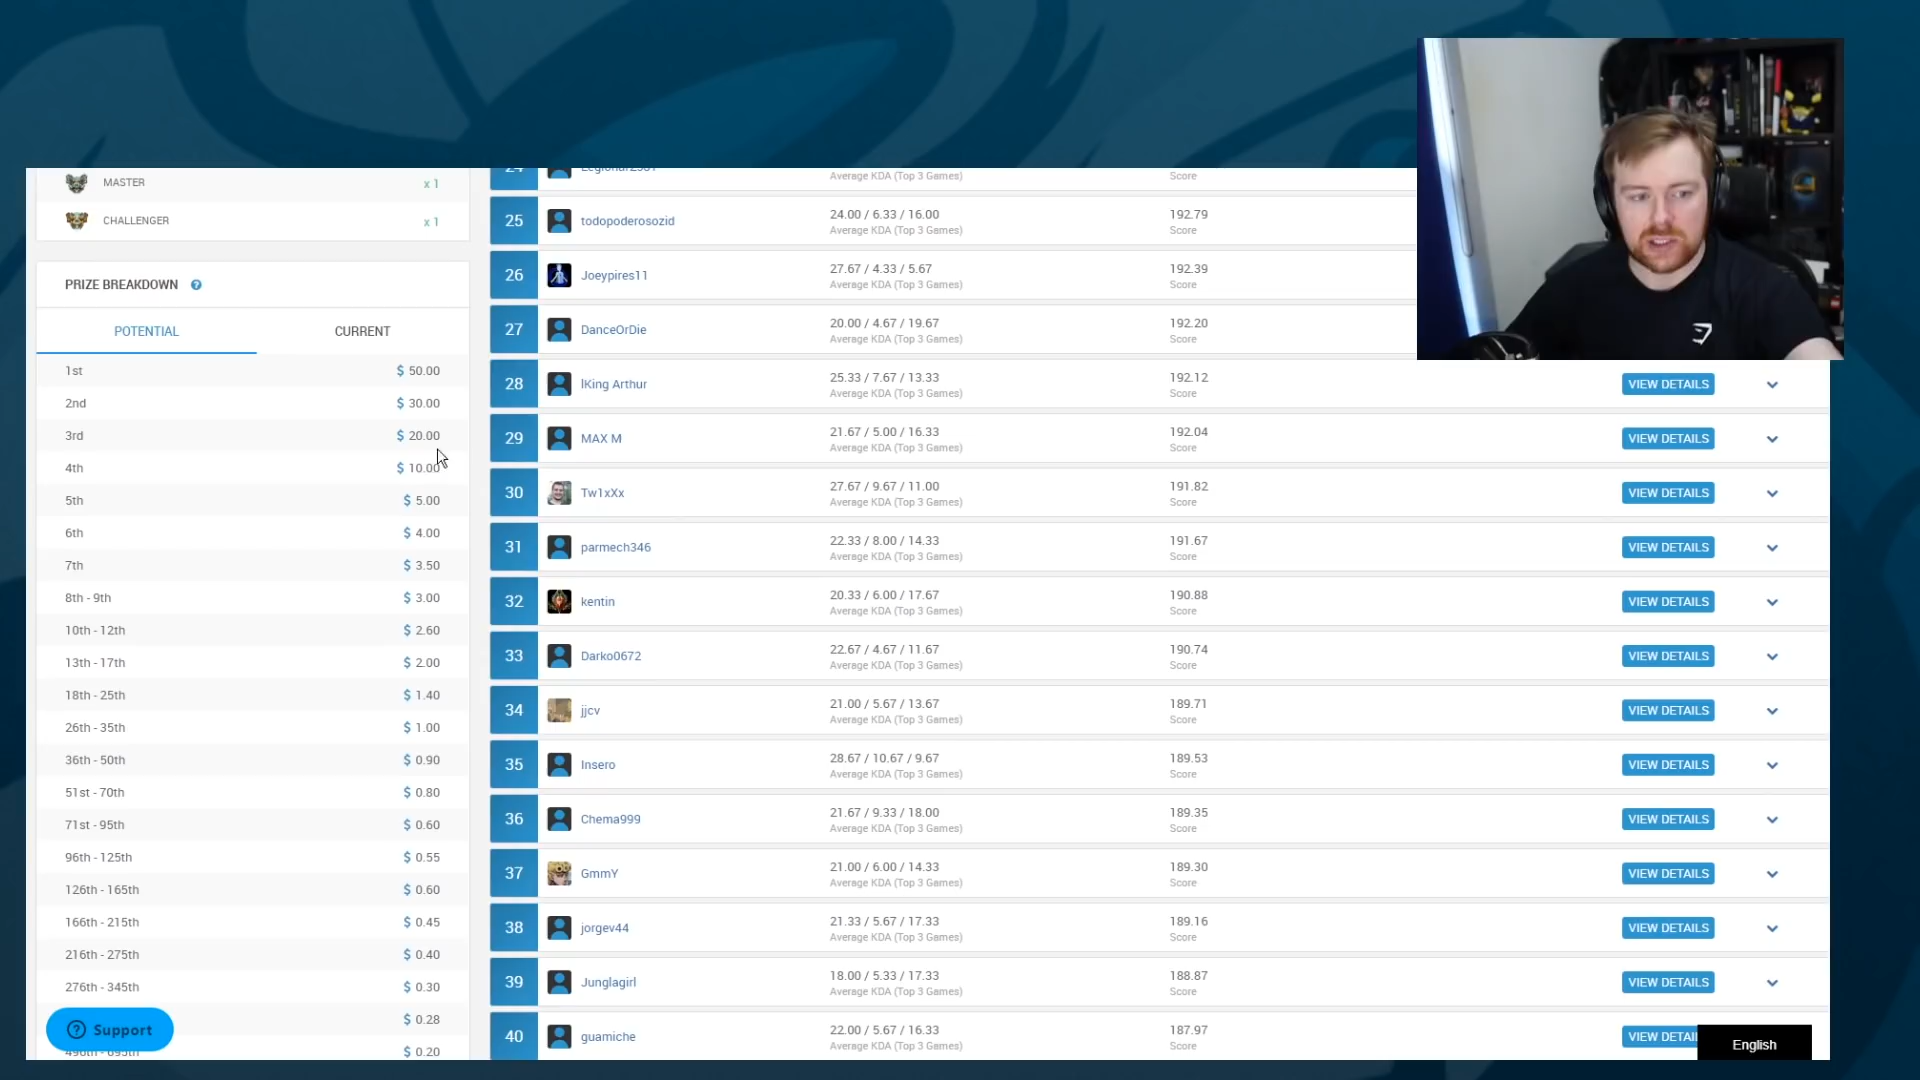 MASTER
x 1
CHALLENGER
x 1
PRIZE BREAKDOWN
POTENTIAL
CURRENT
1st $ 50.00
2nd $ 30.00
3rd $ 20.00
4th $ 10.00
5th $ 5.00
6th $ 4.00
7th $ 3.50
8th - 9th $ 3.00
10th - 12th $ 2.60
13th - 17th $ 2.00
18th - 25th $ 1.40
26th - 35th $ 1.00
36th - 50th $ 0.90
51st - 70th $ 0.80
71st - 95th $ 0.60
96th - 125th $ 0.55
126th - 165th $ 0.60
166th - 215th $ 0.45
216th - 275th $ 0.40
276th - 345th $ 0.30
$ 0.28
$ 0.20
Support
Average KDA (Top 3 Games) Score
25 todopoderosozid 24.00 / 6.33 / 16.00 192.79
Average KDA (Top 3 Games) Score
26 Joeypires11 27.67 / 4.33 / 5.67 192.39
Average KDA (Top 3 Games) Score
27 DanceOrDie 20.00 / 4.67 / 19.67 192.20
Average KDA (Top 3 Games) Score
28 lKing Arthur 25.33 / 7.67 / 13.33 192.12 VIEW DETAILS
Average KDA (Top 3 Games) Score
29 MAX M 21.67 / 5.00 / 16.33 192.04 VIEW DETAILS
Average KDA (Top 3 Games) Score
30 Tw1xXx 27.67 / 9.67 / 11.00 191.82 VIEW DETAILS
Average KDA (Top 3 Games) Score
31 parmech346 22.33 / 8.00 / 14.33 191.67 VIEW DETAILS
Average KDA (Top 3 Games) Score
32 kentin 20.33 / 6.00 / 17.67 190.88 VIEW DETAILS
Average KDA (Top 3 Games) Score
33 Darko0672 22.67 / 4.67 / 11.67 190.74 VIEW DETAILS
Average KDA (Top 3 Games) Score
34 jjcv 21.00 / 5.67 / 13.67 189.71 VIEW DETAILS
Average KDA (Top 3 Games) Score
35 Insero 28.67 / 10.67 / 9.67 189.53 VIEW DETAILS
Average KDA (Top 3 Games) Score
36 Chema999 21.67 / 9.33 / 18.00 189.35 VIEW DETAILS
Average KDA (Top 3 Games) Score
37 GmmY 21.00 / 6.00 / 14.33 189.30 VIEW DETAILS
Average KDA (Top 3 Games) Score
38 jorgev44 21.33 / 5.67 / 17.33 189.16 VIEW DETAILS
Average KDA (Top 3 Games) Score
39 Junglagirl 18.00 / 5.33 / 17.33 188.87 VIEW DETAILS
Average KDA (Top 3 Games) Score
40 guamiche 22.00 / 5.67 / 16.33 187.97 VIEW
Average KDA (Top 3 Games) Score
English